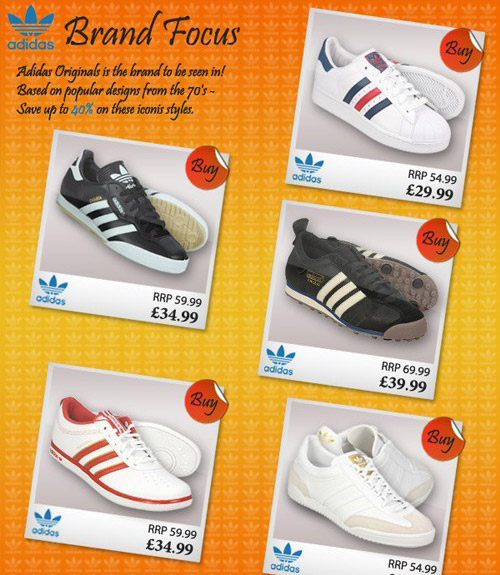 adidas
Brand Focus
Adidas Originals is the brand to be seen in!
Based on popular designs from the 70's ~
Save up to 40% on these iconis styles.
Buy
adidas
RRP 54.99
£29.99
Buy
adidas
RRP 59.99
£34.99
Buy
adidas
RRP 69.99
£39.99
Buy
adidas
RRP 59.99
£34.99
Buy
adidas
RRP 54.99